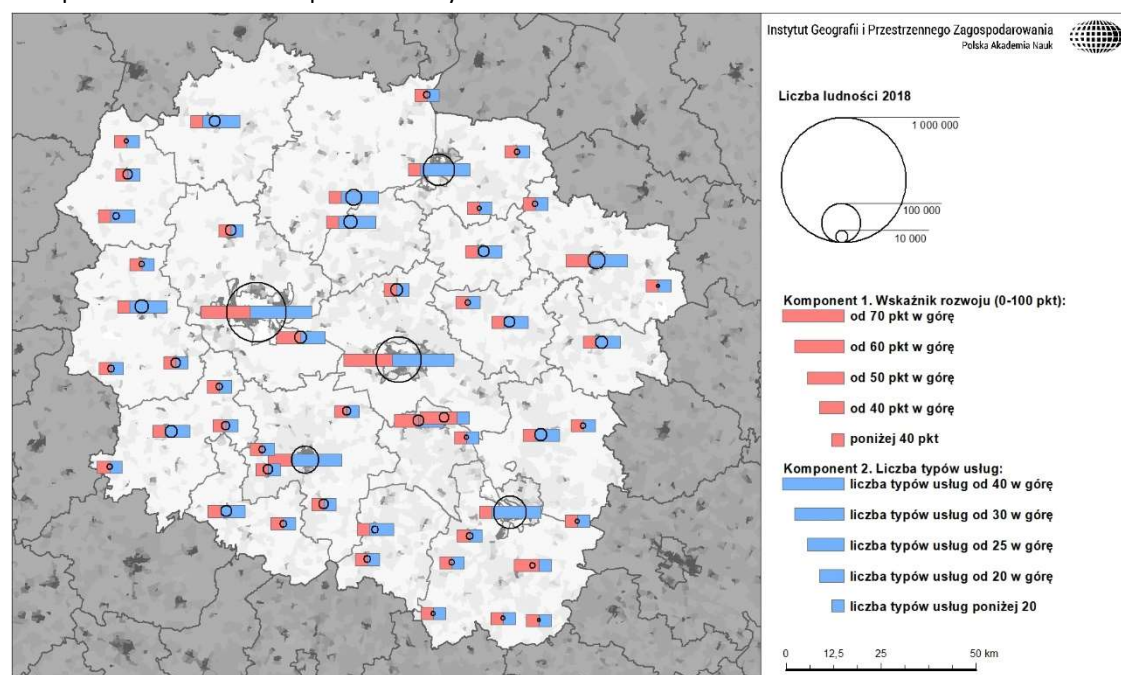 Instytut Geografii i Przestrzennego Zagospodarowania
Polska Akademia Nauk
Liczba ludności 2018
1 000 000
100 000
10 000
Komponent 1. Wskaźnik rozwoju (0-100 pkt):
od 70 pkt w górę
od 60 pkt w górę
od 50 pkt w górę
od 40 pkt w górę
poniżej 40 pkt
Komponent 2. Liczba typów usług:
liczba typów usług od 40 w górę
liczba typów usług od 30 w górę
liczba typów usług od 25 w górę
liczba typów usług od 20 w górę
liczba typów usług poniżej 20
0 12,5 25 50 km